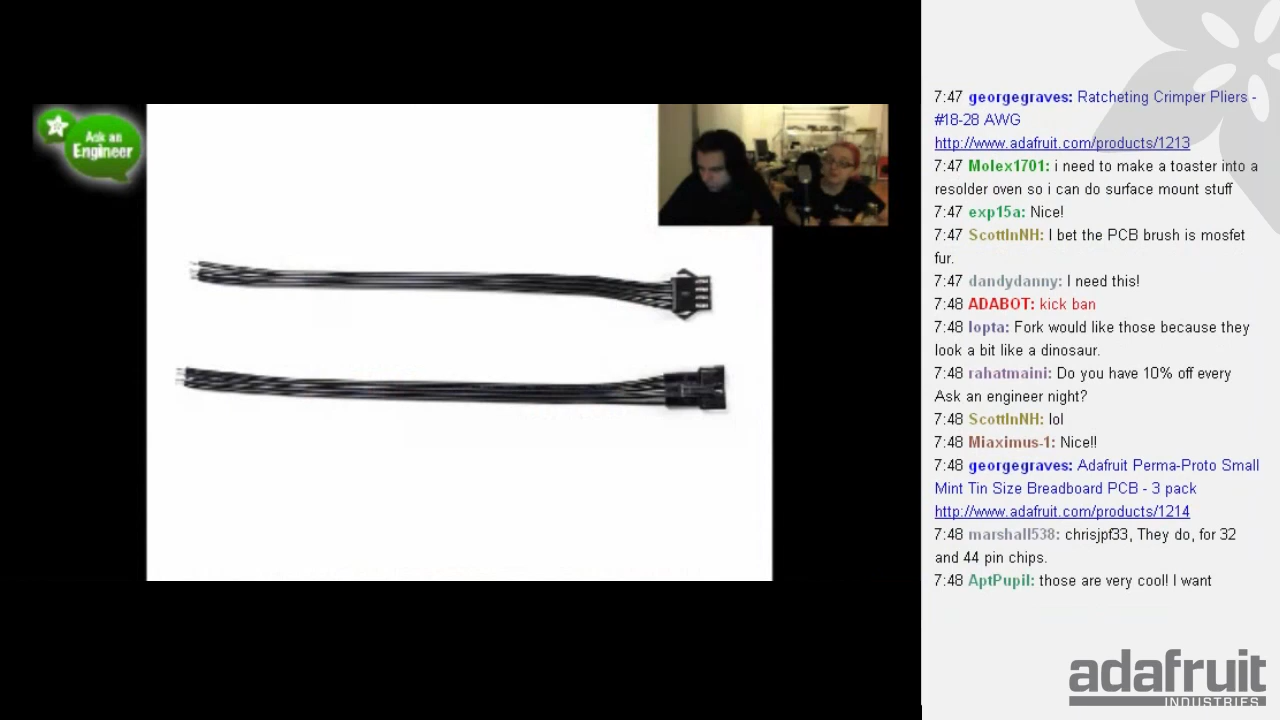 Ask an
Engineer
7:47 georgegraves: Ratcheting Crimper Pliers -
#18-28 AWG
http://www.adafruit.com/products/1213
7:47 Molex1701: i need to make a toaster into a
resolder oven so i can do surface mount stuff
7:47 exp15a: Nice!
7:47 ScottInNH: I bet the PCB brush is mosfet
fur.
7:47 dandydanny: I need this!
7:48 ADABOT: kick ban
7:48 lopta: Fork would like those because they
look a bit like a dinosaur.
7:48 rahatmaini: Do you have 10% off every
Ask an engineer night?
7:48 ScottInNH: lol
7:48 Miaximus-1: Nice!!
7:48 georgegraves: Adafruit Perma-Proto Small
Mint Tin Size Breadboard PCB - 3 pack
http://www.adafruit.com/products/1214
7:48 marshall538: chrisjpf33, They do, for 32
and 44 pin chips.
7:48 AptPupil: those are very cool! I want
adafruit
INDUSTRIES